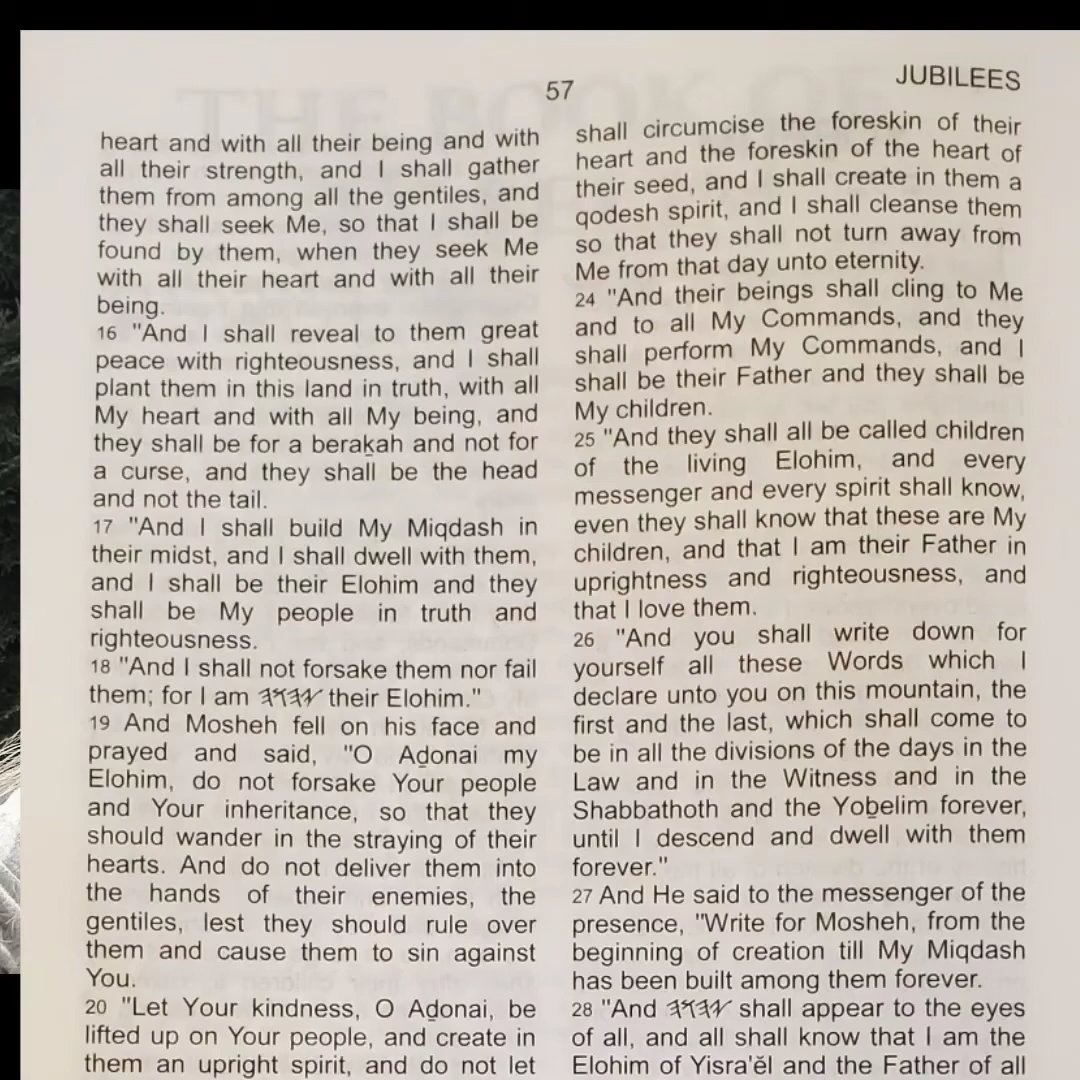 57
JUBILEES
heart and with all their being and with
all their strength, and I shall gather
them from among all the gentiles, and
they shall seek Me, so that I shall be
found by them, when they seek Me
with all their heart and with all their
being.
16 "And I shall reveal to them great
peace with righteousness, and I shall
plant them in this land in truth, with all
My heart and with all My being, and
they shall be for a beraḵah and not for
a curse, and they shall be the head
and not the tail.
17 "And I shall build My Miqdash in
their midst, and I shall dwell with them,
and I shall be their Elohim and they
shall be My people in truth and
righteousness.
18 "And I shall not forsake them nor fail
them; for I am 𐤉𐤄𐤅𐤄 their Elohim."
19 And Mosheh fell on his face and
prayed and said, "O Aḏonai my
Elohim, do not forsake Your people
and Your inheritance, so that they
should wander in the straying of their
hearts. And do not deliver them into
the hands of their enemies, the
gentiles, lest they should rule over
them and cause them to sin against
You.
20 "Let Your kindness, O Aḏonai, be
lifted up on Your people, and create in
them an upright spirit, and do not let
shall circumcise the foreskin of their
heart and the foreskin of the heart of
their seed, and I shall create in them a
qodesh spirit, and I shall cleanse them
so that they shall not turn away from
Me from that day unto eternity.
24 "And their beings shall cling to Me
and to all My Commands, and they
shall perform My Commands, and I
shall be their Father and they shall be
My children.
25 "And they shall all be called children
of the living Elohim, and every
messenger and every spirit shall know,
even they shall know that these are My
children, and that I am their Father in
uprightness and righteousness, and
that I love them.
26 "And you shall write down for
yourself all these Words which I
declare unto you on this mountain, the
first and the last, which shall come to
be in all the divisions of the days in the
Law and in the Witness and in the
Shabbathoth and the Yoḇelim forever,
until I descend and dwell with them
forever."
27 And He said to the messenger of the
presence, "Write for Mosheh, from the
beginning of creation till My Miqdash
has been built among them forever.
28 "And 𐤉𐤄𐤅𐤄 shall appear to the eyes
of all, and all shall know that I am the
Elohim of Yisra'ĕl and the Father of all